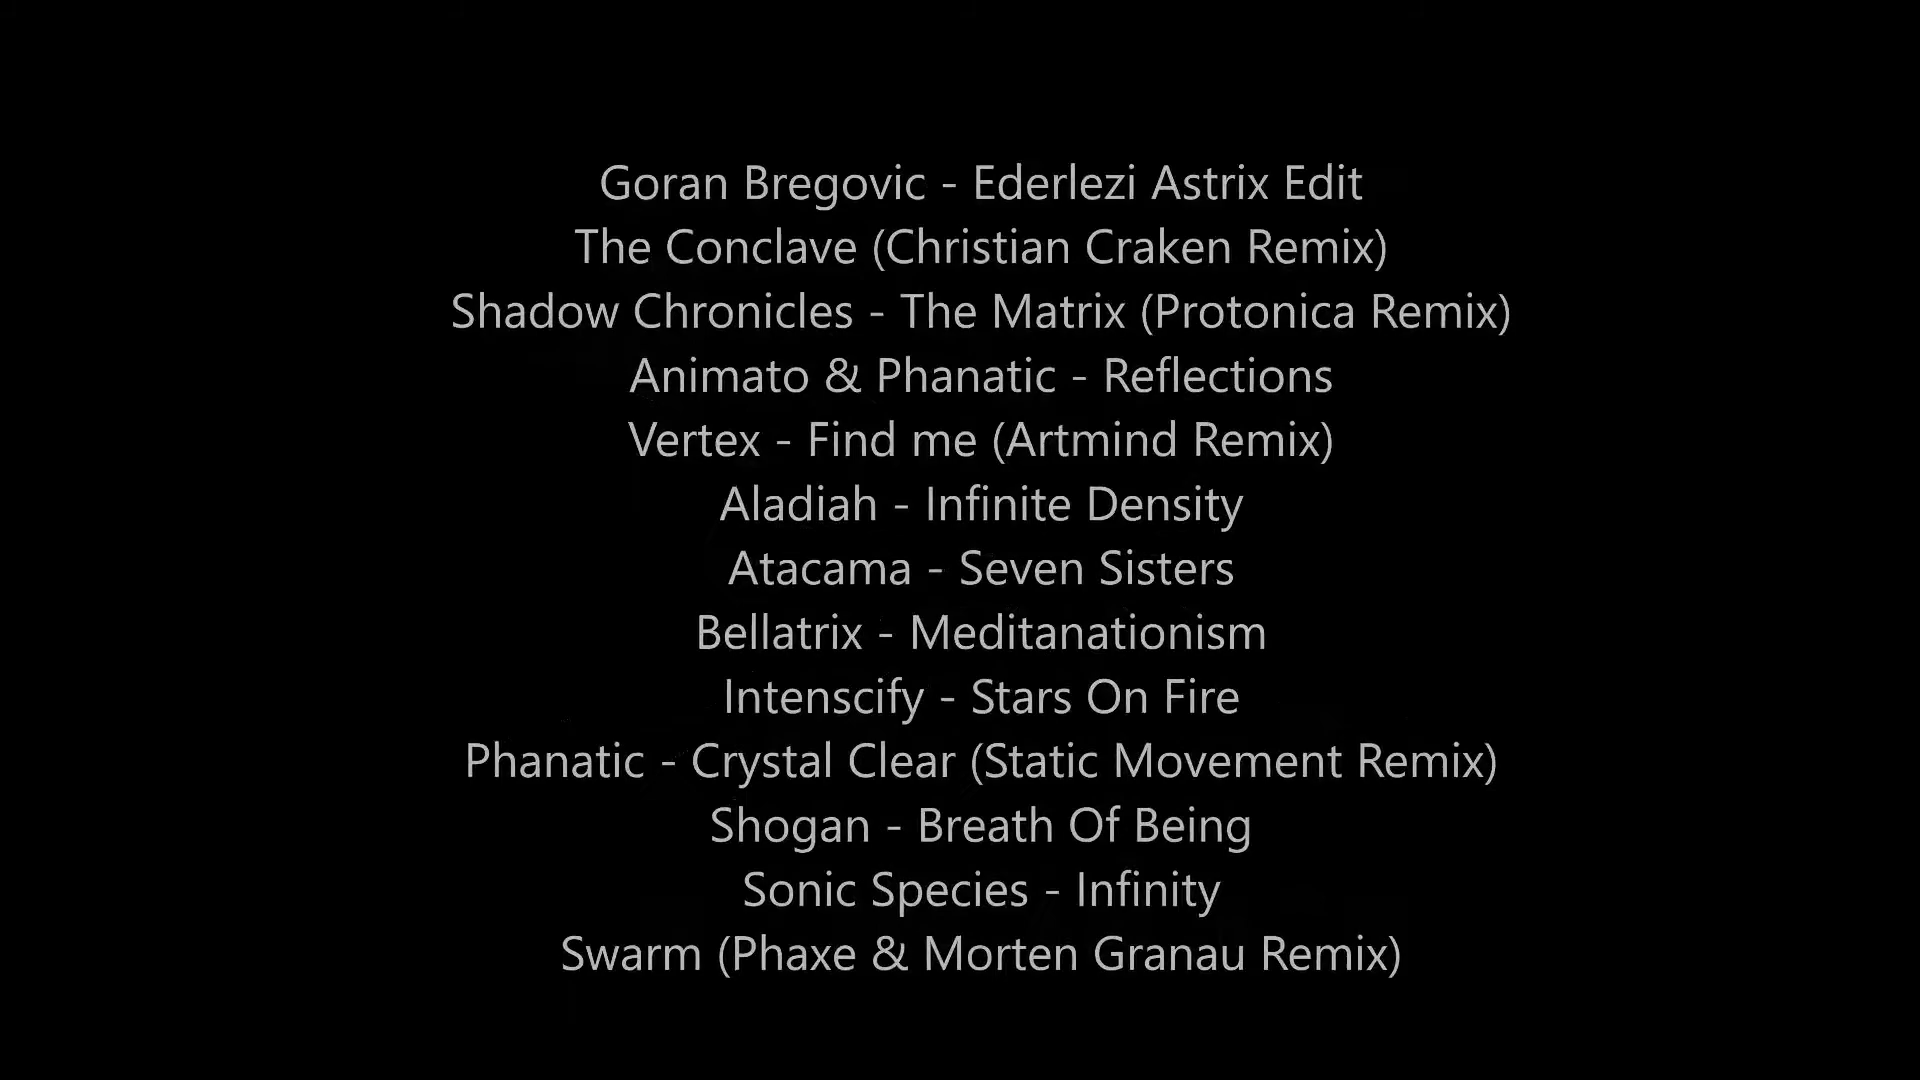 Goran Bregovic - Ederlezi Astrix Edit
The Conclave (Christian Craken Remix)
Shadow Chronicles - The Matrix (Protonica Remix)
Animato & Phanatic - Reflections
Vertex - Find me (Artmind Remix)
Aladiah - Infinite Density
Atacama - Seven Sisters
Bellatrix - Meditanationism
Intenscify - Stars On Fire
Phanatic - Crystal Clear (Static Movement Remix)
Shogan - Breath Of Being
Sonic Species - Infinity
Swarm (Phaxe & Morten Granau Remix)